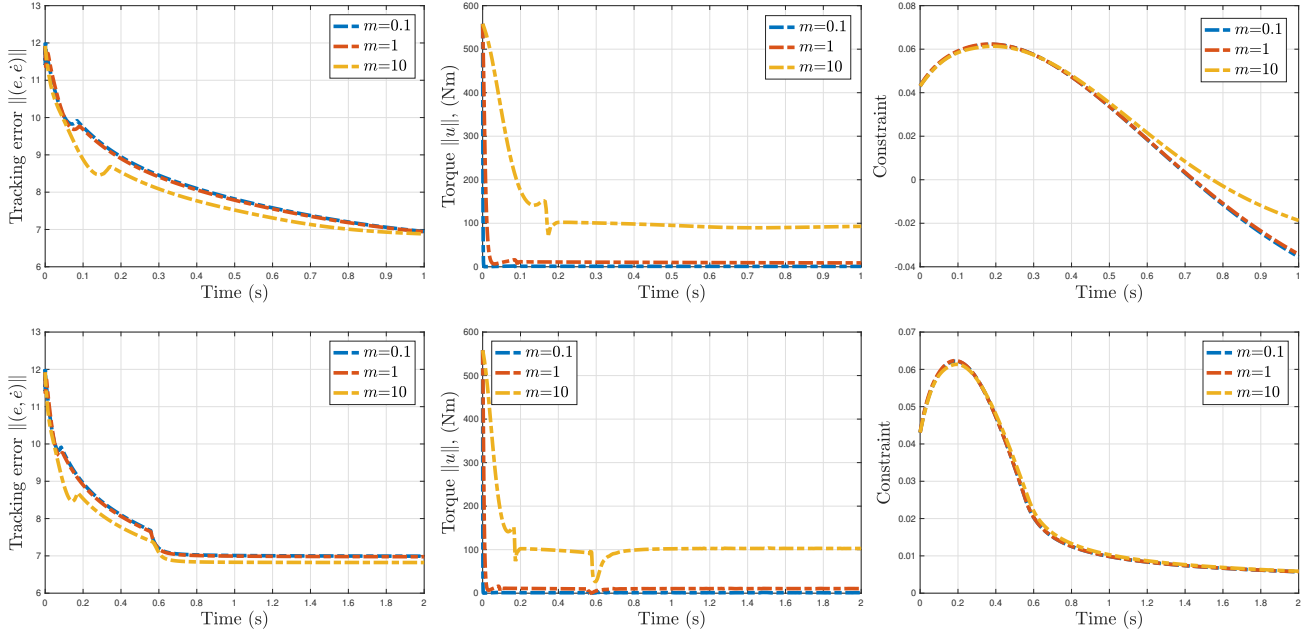 13
12
11
10
9
8
7
6
0 0.1 0.2 0.3 0.4 0.5 0.6 0.7 0.8 0.9 1
Time (s)
Tracking error ||(e, ė)||
m=0.1
m=1
m=10
600
500
400
300
200
100
0
0 0.1 0.2 0.3 0.4 0.5 0.6 0.7 0.8 0.9 1
Time (s)
Torque ||u||, (Nm)
m=0.1
m=1
m=10
0.08
0.06
0.04
0.02
0
-0.02
-0.04
0.1 0.2 0.3 0.4 0.5 0.6 0.7 0.8 0.9 1
Time (s)
Constraint
m=0.1
m=1
m=10
13
12
11
10
9
8
7
6
0 0.2 0.4 0.6 0.8 1 1.2 1.4 1.6 1.8 2
Time (s)
Tracking error ||(e, ė)||
m=0.1
m=1
m=10
600
500
400
300
200
100
0
0 0.2 0.4 0.6 0.8 1 1.2 1.4 1.6 1.8 2
Time (s)
Torque ||u||, (Nm)
m=0.1
m=1
m=10
0.07
0.06
0.05
0.04
0.03
0.02
0.01
0
0 0.2 0.4 0.6 0.8 1 1.2 1.4 1.6 1.8 2
Time (s)
Constraint
m=0.1
m=1
m=10